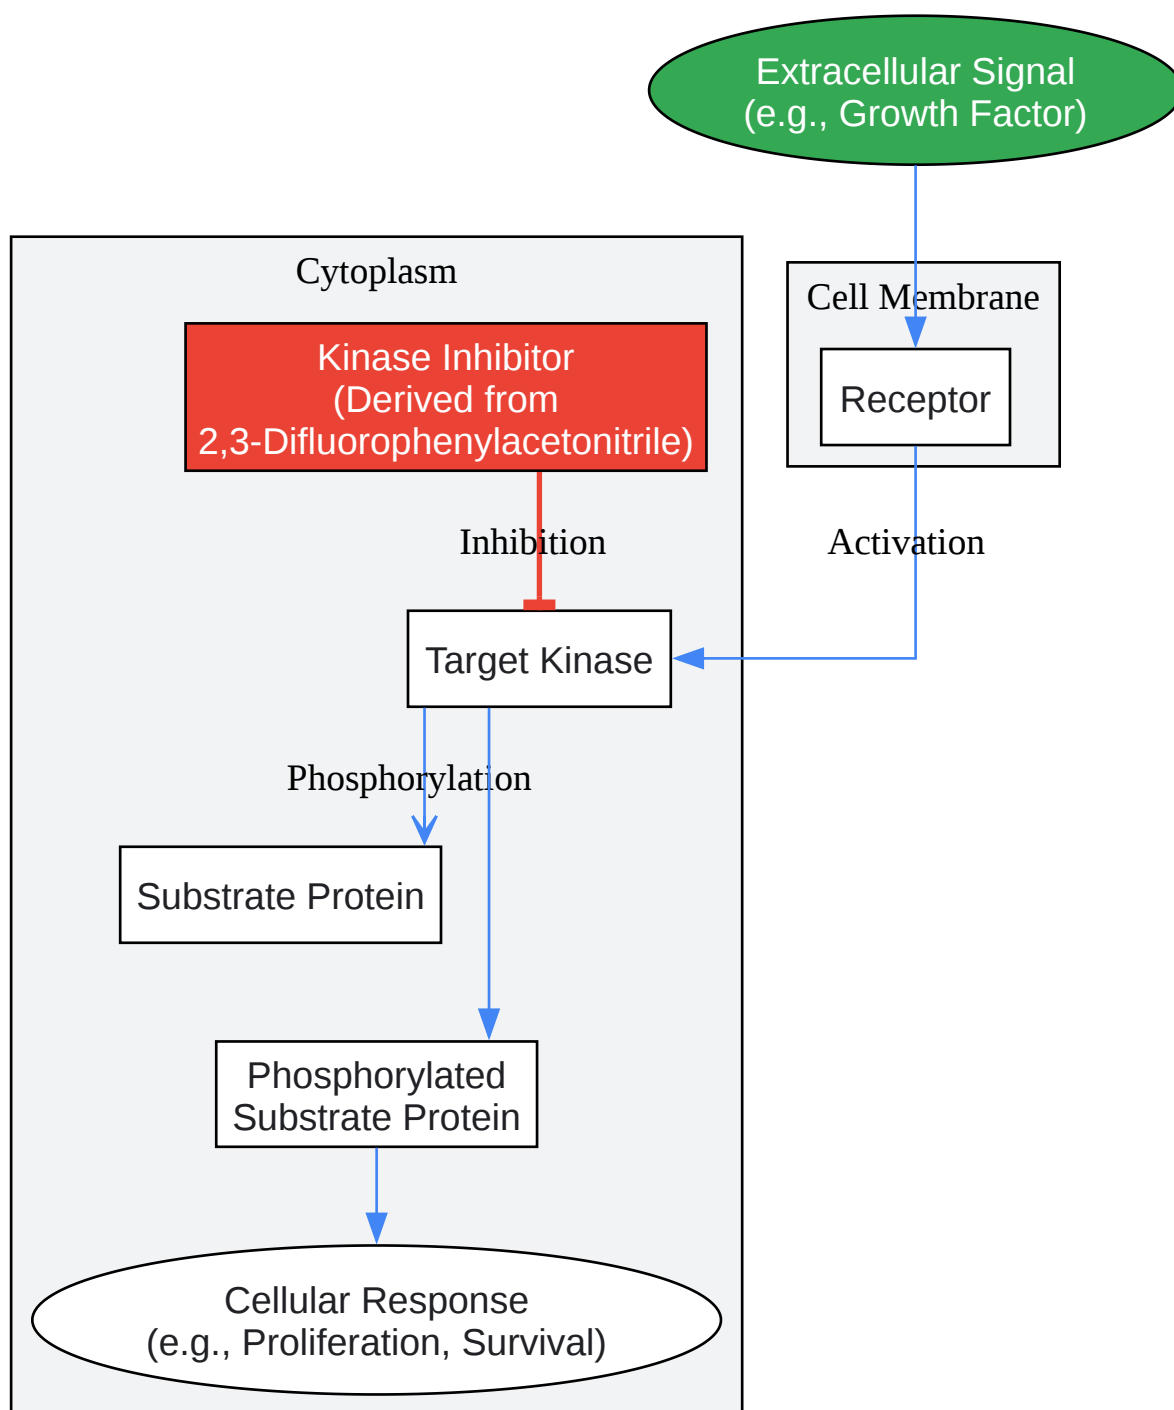 Extracellular Signal
(e.g., Growth Factor)
Cytoplasm
Cell Membrane
Kinase Inhibitor
(Derived from
2,3-Difluorophenylacetonitrile)
Receptor
Inhibition
Activation
Target Kinase
Phosphorylation
Substrate Protein
Phosphorylated
Substrate Protein
Cellular Response
(e.g., Proliferation, Survival)